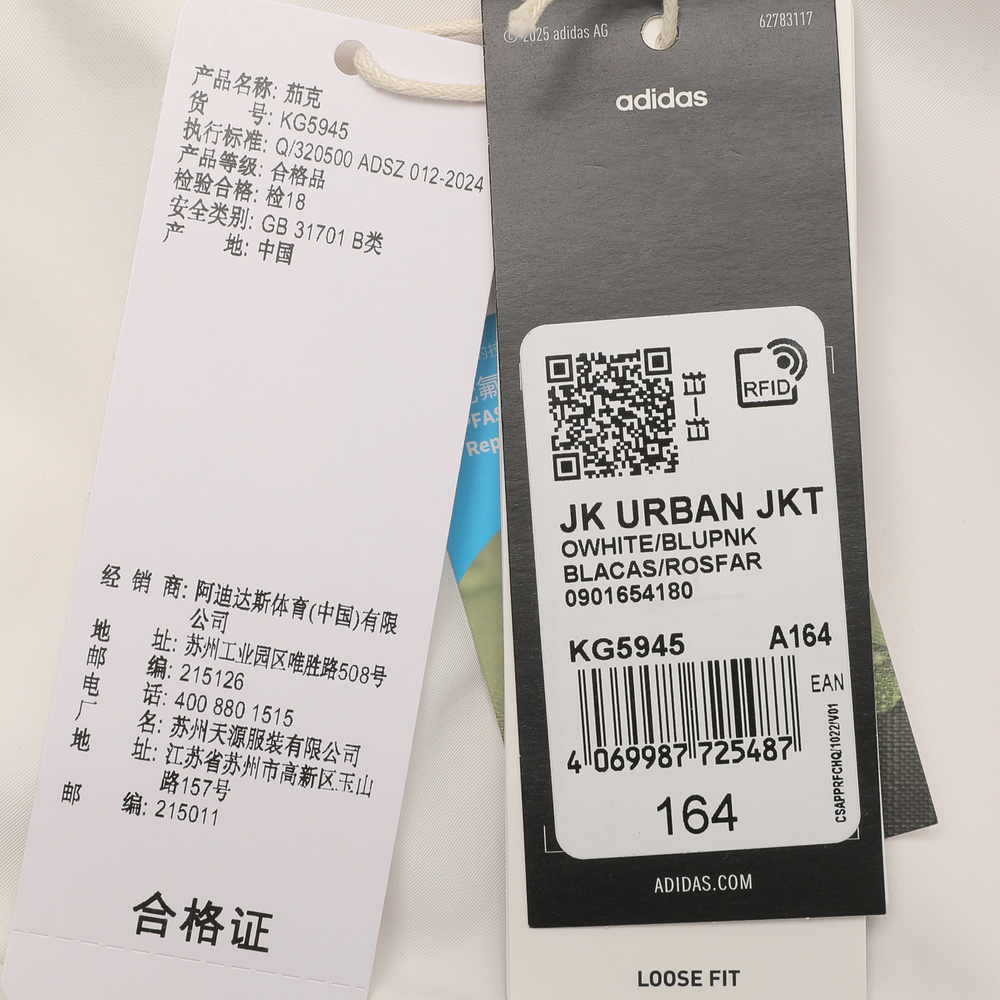 产品名称: 茄克
货 号: KG5945
执行标准: Q/320500 ADSZ 012-2024
产品等级: 合格品
检验合格: 检18
安全类别: GB 31701 B类
产 地: 中国
经 销 商: 阿迪达斯体育(中国)有限
公司
地 址: 苏州工业园区唯胜路508号
邮 编: 215126
电 话: 400 880 1515
厂 名: 苏州天源服装有限公司
地 址: 江苏省苏州市高新区玉山
路157号
邮 编: 215011
合格证
氟
Rep
© 2025 adidas AG
62783117
adidas
RFID
JK URBAN JKT
OWHITE/BLUPNK
BLACAS/ROSFAR
0901654180
KG5945 A164
EAN
4 069987 725487
164
CSAPPRFCHQ/1022/V01
ADIDAS.COM
LOOSE FIT